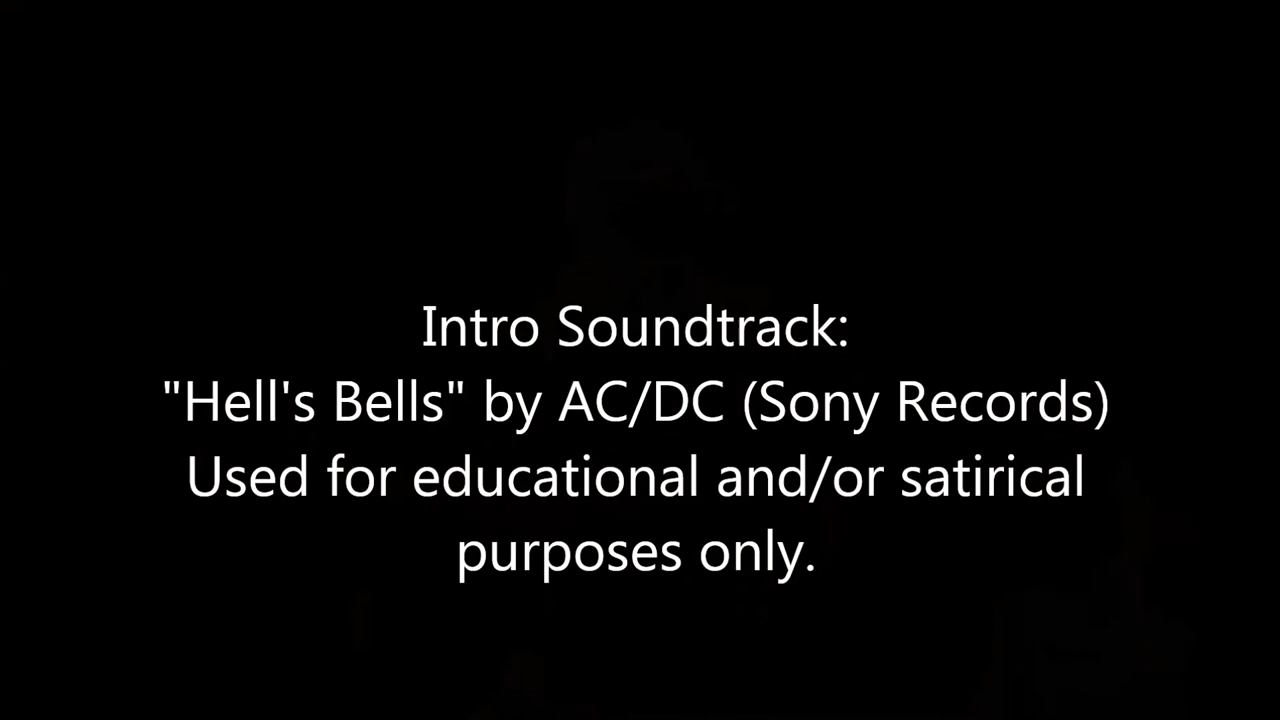 Intro Soundtrack:
"Hell's Bells" by AC/DC (Sony Records)
Used for educational and/or satirical
purposes only.